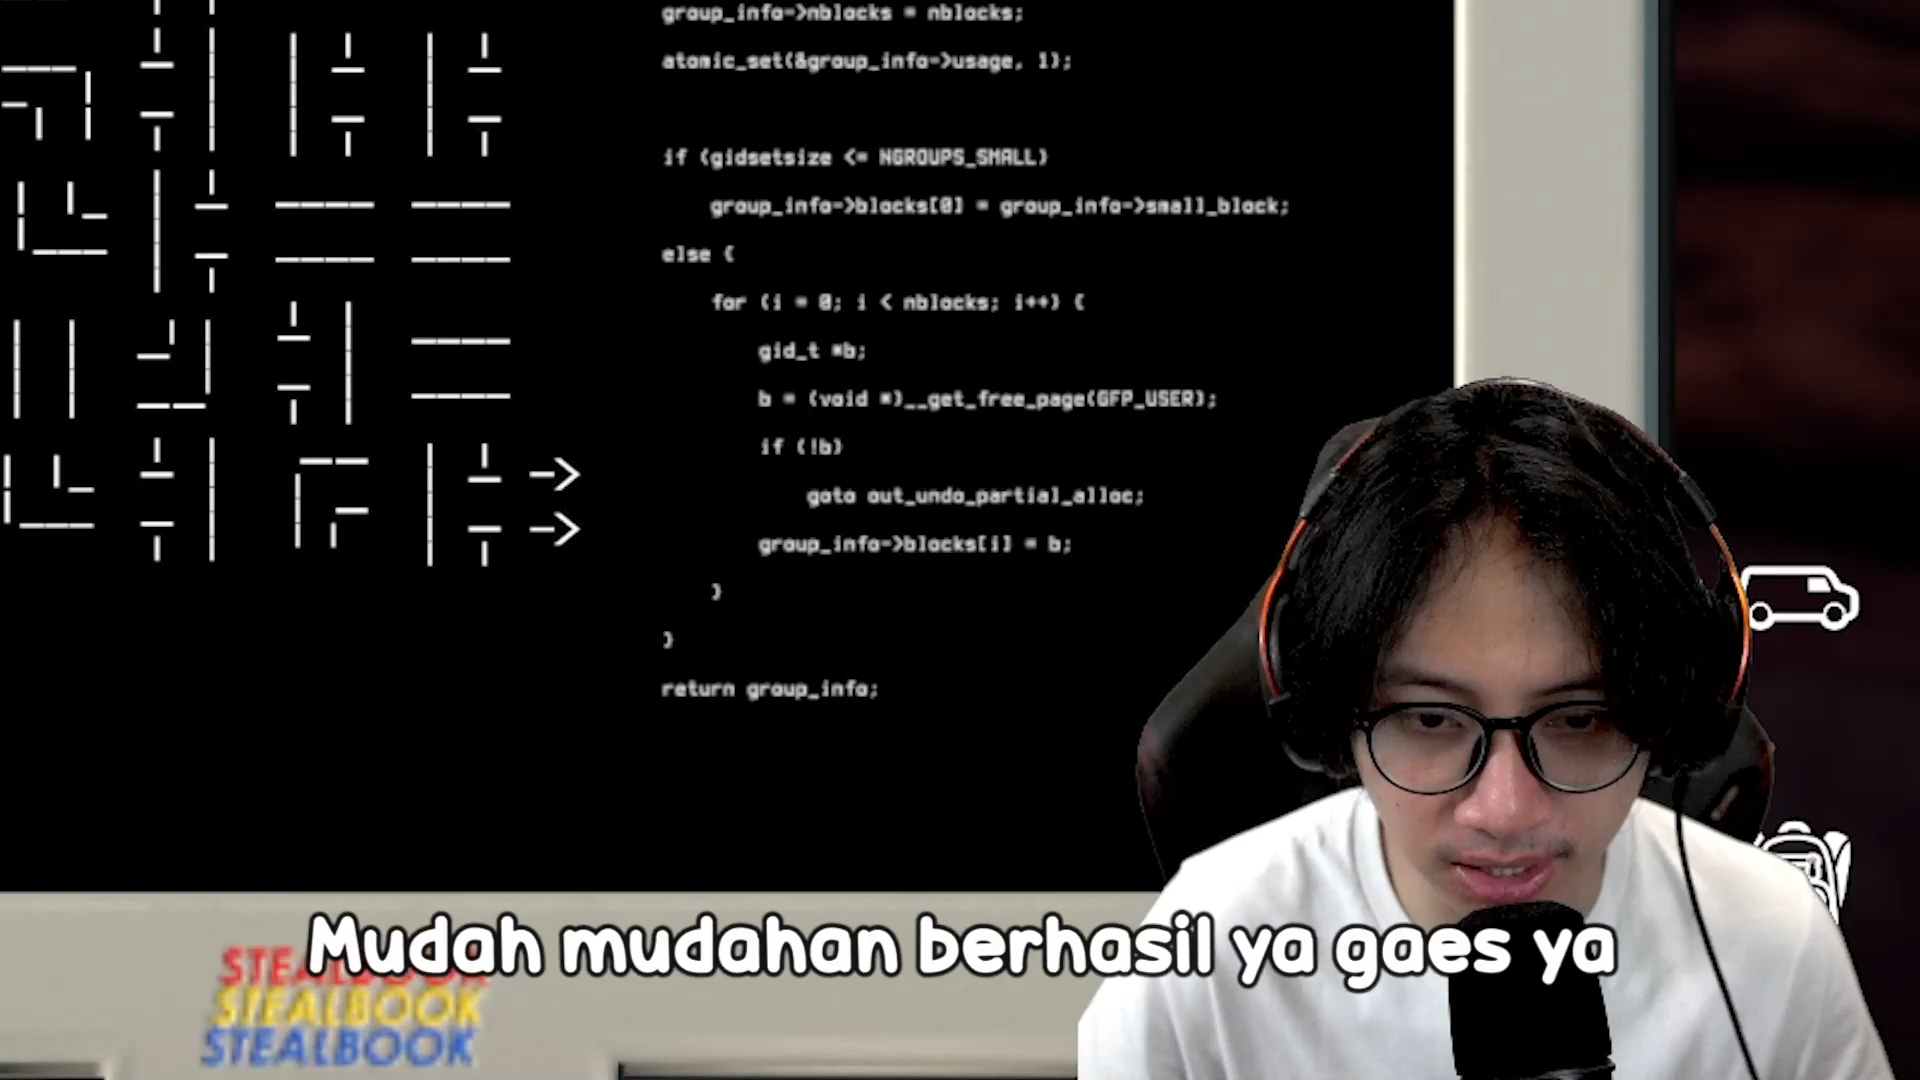 group_info->nblocks = nblocks;
atomic_set(&group_info->usage, 1);
if (gidsetsize <= NGROUPS_SMALL)
group_info->blocks[0] = group_info->small_block;
else {
for (i = 0; i < nblocks; i++) {
gid_t *b;
b = (void *)__get_free_page(GFP_USER);
if (!b)
goto out_undo_partial_alloc;
group_info->blocks[i] = b;
}
}
return group_info;
Mudah mudahan berhasil ya gaes ya
STEALBOOK
STEALBOOK
STEALBOOK